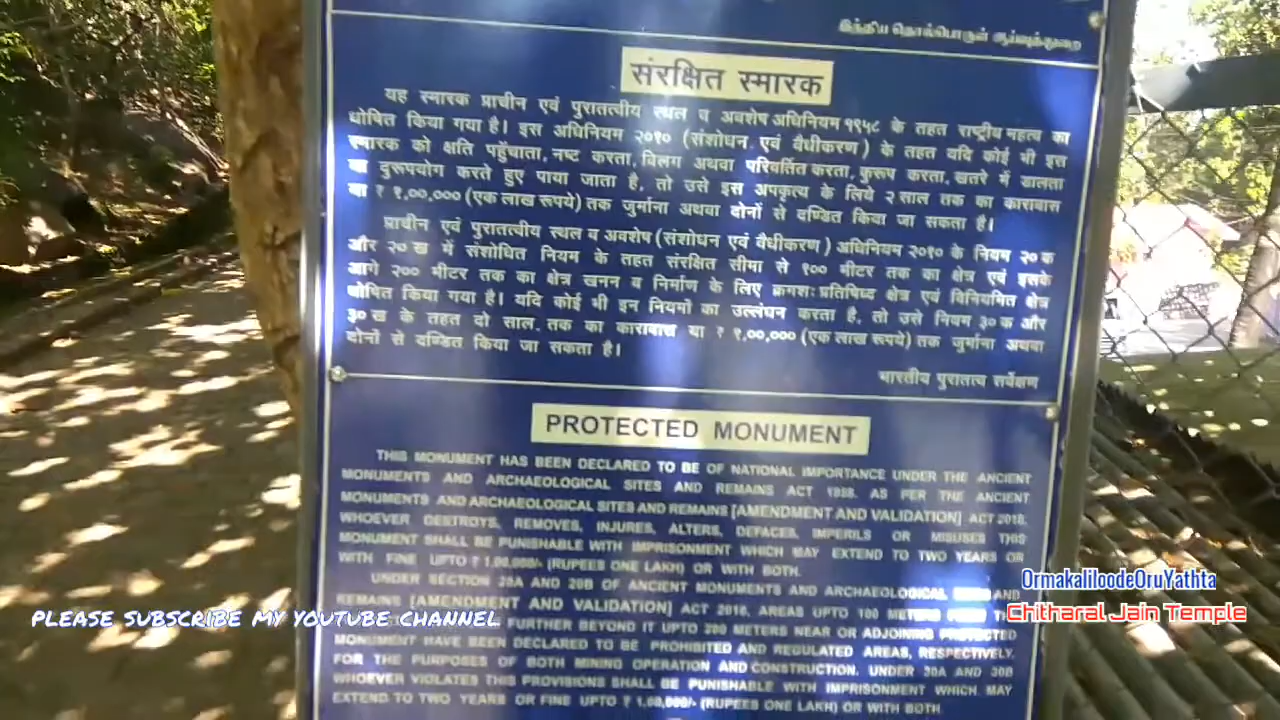 இந்திய தொல்பொருள் ஆய்வுத்துறை
संरक्षित स्मारक
यह स्मारक प्राचीन एवं पुरातत्वीय स्थल व अवशेष अधिनियम १९५८ के तहत राष्ट्रीय महत्व का
घोषित किया गया है। इस अधिनियम २०१० (संशोधन एवं वैधीकरण) के तहत यदि कोई भी इस
स्मारक को क्षति पहुँचाता, नष्ट करता, विलग अथवा परिवर्तित करता, कुरूप करता, खतरे में डालता
या दुरूपयोग करते हुए पाया जाता है, तो उसे इस अपकृत्य के लिये २ साल तक का कारावास
या ₹ १,००,००० (एक लाख रूपये) तक जुर्माना अथवा दोनों से दण्डित किया जा सकता है।
प्राचीन एवं पुरातत्वीय स्थल व अवशेष (संशोधन एवं वैधीकरण) अधिनियम २०१० के नियम २० क
और २० ख में संशोधित नियम के तहत संरक्षित सीमा से १०० मीटर तक का क्षेत्र एवं इसके
आगे २०० मीटर तक का क्षेत्र खनन व निर्माण के लिए क्रमशः प्रतिषिध्द क्षेत्र एवं विनियमित क्षेत्र
घोषित किया गया है। यदि कोई भी इन नियमों का उल्लेघन करता है, तो उसे नियम ३० क और
३० ख के तहत दो साल तक का कारावास या ₹ १,००,००० (एक लाख रूपये) तक जुर्माना अथवा
दोनों से दण्डित किया जा सकता है।
भारतीय पुरातत्व सर्वेक्षण
PROTECTED MONUMENT
THIS MONUMENT HAS BEEN DECLARED TO BE OF NATIONAL IMPORTANCE UNDER THE ANCIENT
MONUMENTS AND ARCHAEOLOGICAL SITES AND REMAINS ACT 1958. AS PER THE ANCIENT
MONUMENTS AND ARCHAEOLOGICAL SITES AND REMAINS [AMENDMENT AND VALIDATION] ACT 2010,
WHOEVER DESTROYS, REMOVES, INJURES, ALTERS, DEFACES, IMPERILS OR MISUSES THIS
MONUMENT SHALL BE PUNISHABLE WITH IMPRISONMENT WHICH MAY EXTEND TO TWO YEARS OR
WITH FINE UPTO ₹ 1,00,000/- (RUPEES ONE LAKH) OR WITH BOTH.
UNDER SECTION 20A AND 20B OF ANCIENT MONUMENTS AND ARCHAEOLOGICAL SITES AND
REMAINS [AMENDMENT AND VALIDATION] ACT 2010, AREAS UPTO 100 METERS
FURTHER BEYOND IT UPTO 200 METERS NEAR OR ADJOINING PROTECTED
MONUMENT HAVE BEEN DECLARED TO BE PROHIBITED AND REGULATED AREAS, RESPECTIVELY,
FOR THE PURPOSES OF BOTH MINING OPERATION AND CONSTRUCTION. UNDER 30A AND 30B
WHOEVER VIOLATES THIS PROVISIONS SHALL BE PUNISHABLE WITH IMPRISONMENT WHICH MAY
EXTEND TO TWO YEARS OR FINE UPTO ₹ 1,00,000/- (RUPEES ONE LAKH) OR WITH BOTH.
OrmakaliloodeOruYathta
Chitharal Jain Temple
PLEASE SUBSCRIBE MY YOUTUBE CHANNEL